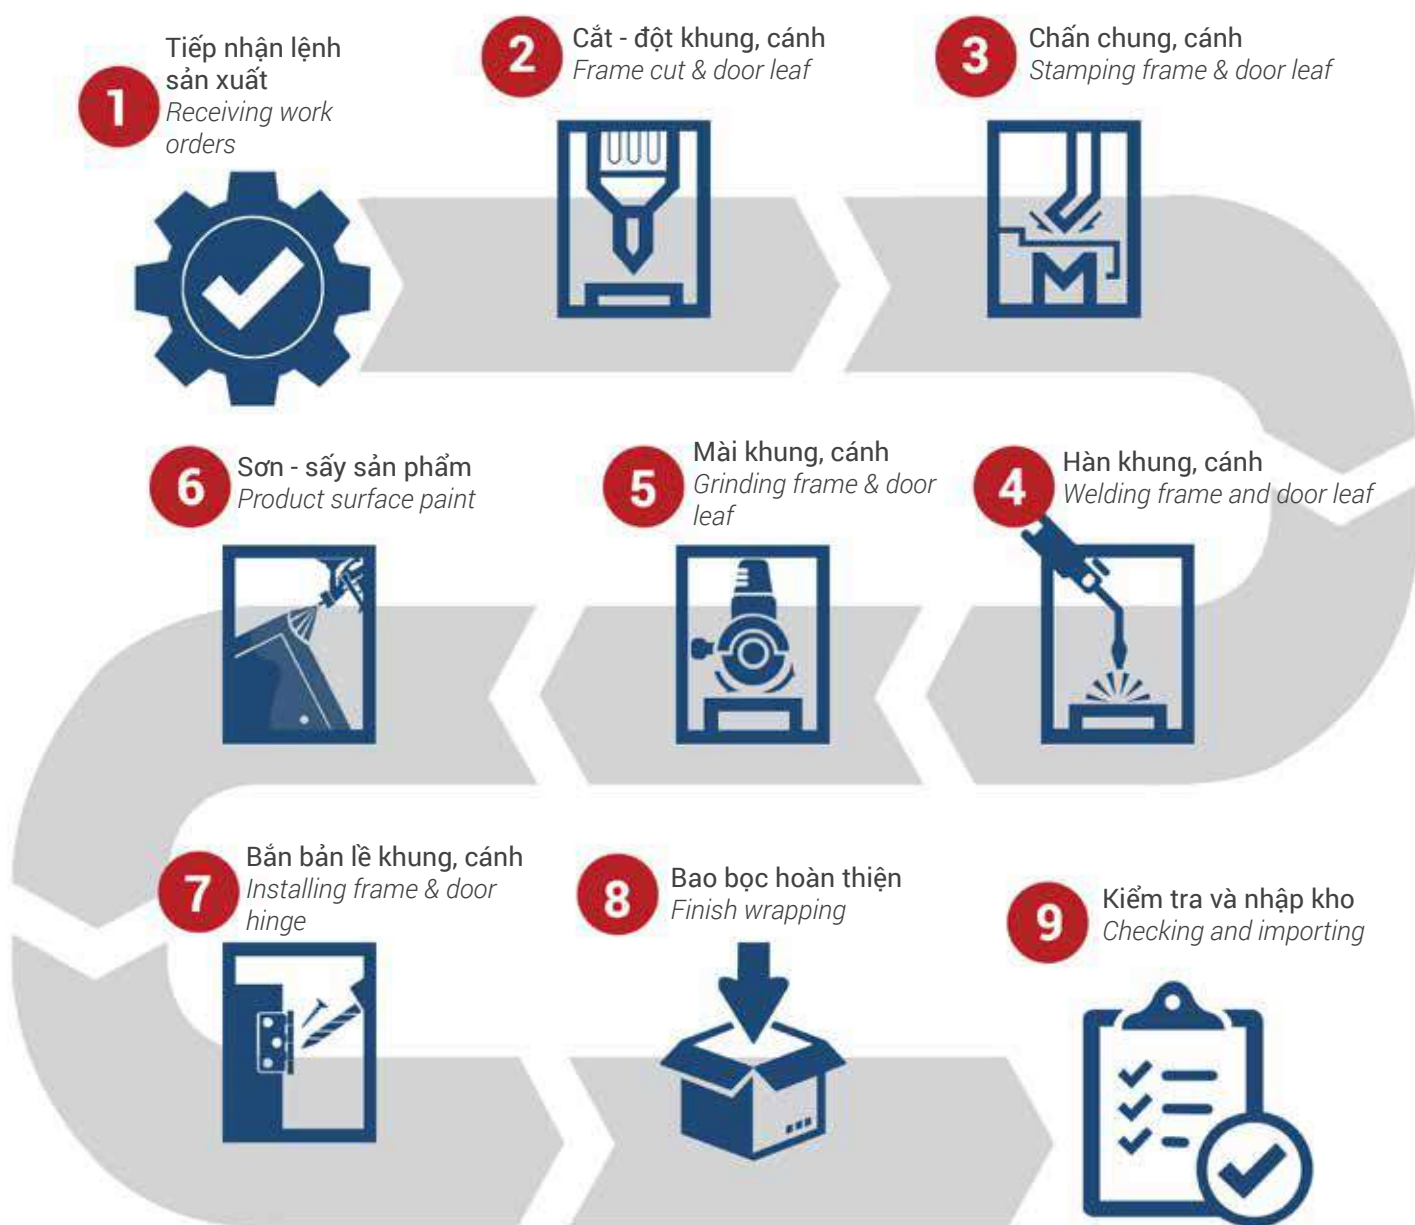 1
Tiếp nhận lệnh
sản xuất
Receiving work
orders
2
Cắt - đột khung, cánh
Frame cut & door leaf
3
Chấn chung, cánh
Stamping frame & door leaf
4
Hàn khung, cánh
Welding frame and door leaf
5
Mài khung, cánh
Grinding frame & door
leaf
6
Sơn - sấy sản phẩm
Product surface paint
7
Bắn bản lề khung, cánh
Installing frame & door
hinge
8
Bao bọc hoàn thiện
Finish wrapping
9
Kiểm tra và nhập kho
Checking and importing